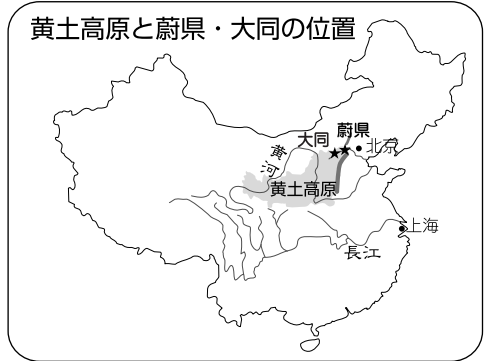 黄土高原と蔚県・大同の位置
大同
蔚県
北京
黄河
黄土高原
上海
長江